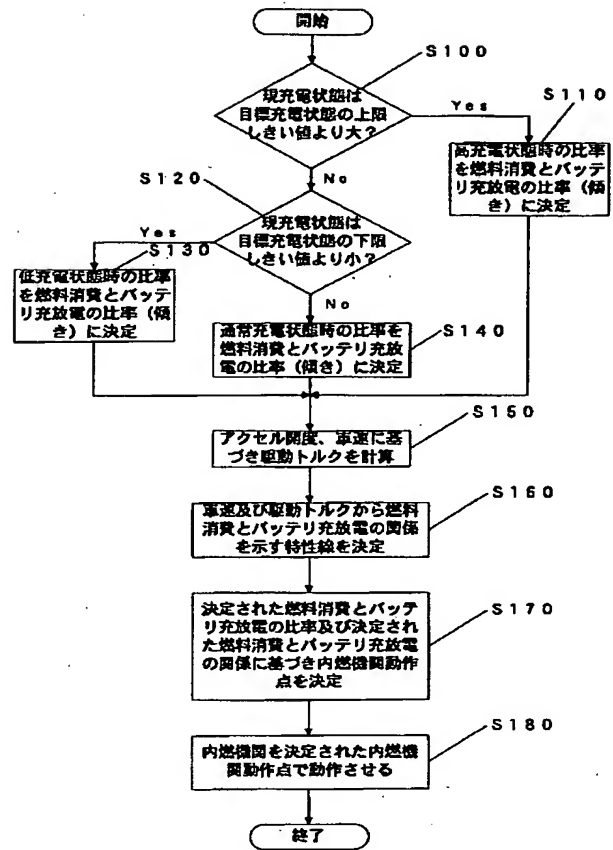 開始
S100
現充電状態は
目標充電状態の上限
しきい値より大?
Yes
S110
高充電状態時の比率
を燃料消費とバッテ
リ充放電の比率(傾
き)に決定
No
S120
現充電状態は
目標充電状態の下限
しきい値より小?
Yes
S130
低充電状態時の比率
を燃料消費とバッテ
リ充放電の比率(傾
き)に決定
No
S140
通常充電状態時の比率を
燃料消費とバッテリ充放
電の比率(傾き)に決定
S150
アクセル開度、車速に基
づき駆動トルクを計算
S160
車速及び駆動トルクから燃料
消費とバッテリ充放電の関係
を示す特性線を決定
S170
決定された燃料消費とバッ
テリ充放電の比率及び決定され
た燃料消費とバッテリ充放電
の関係に基づき内燃機関動作
点を決定
S180
内燃機関を決定された内燃機
関動作点で動作させる
終了